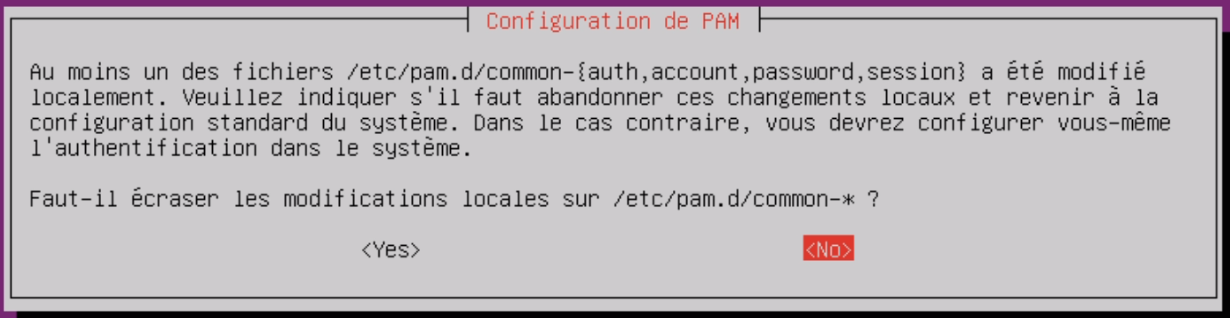 Configuration de PAM
Au moins un des fichiers /etc/pam.d/common-{auth,account,password,session} a été modifié
localement. Veuillez indiquer s'il faut abandonner ces changements locaux et revenir à la
configuration standard du système. Dans le cas contraire, vous devrez configurer vous-même
l'authentification dans le système.
Faut-il écraser les modifications locales sur /etc/pam.d/common-* ?
<Yes> <No>